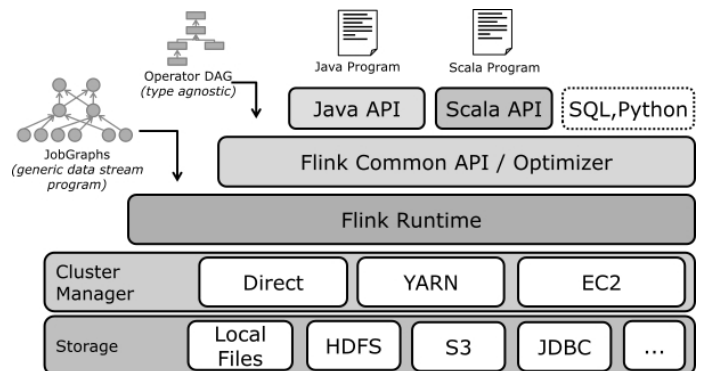 Operator DAG
(type agnostic)
Java Program
Scala Program
Java API
Scala API
SQL,Python
JobGraphs
(generic data stream
program)
Flink Common API / Optimizer
Flink Runtime
Cluster
Manager
Direct
YARN
EC2
Storage
Local
Files
HDFS
S3
JDBC
...